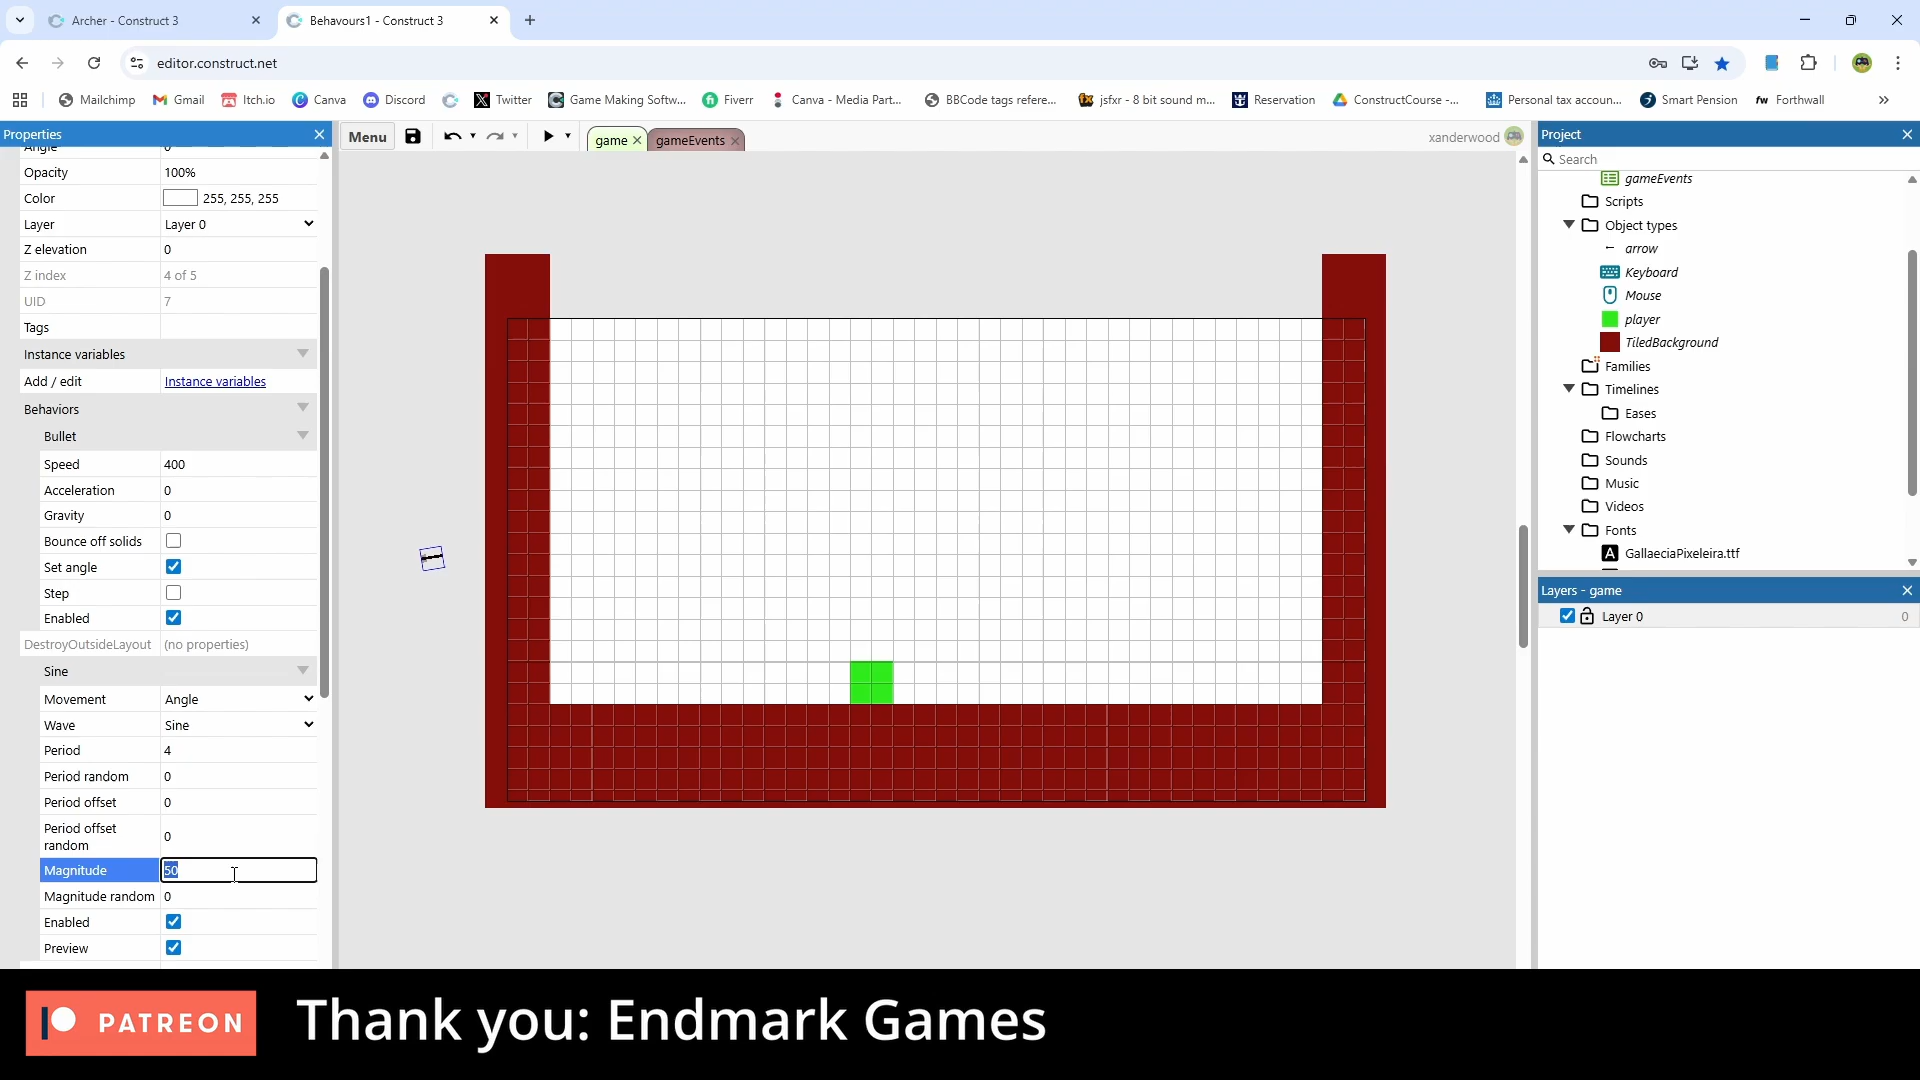 Archer - Construct 3
Behavours1 - Construct 3
editor.construct.net
Mailchimp
Gmail
Itch.io
Canva
Discord
Twitter
Game Making Softw...
Fiverr
Canva - Media Part...
BBCode tags refere...
jsfxr - 8 bit sound m...
Reservation
ConstructCourse -...
Personal tax accoun...
Smart Pension
fw Forthwall
Properties
Menu
game
gameEvents
xanderwood
Project
Search
Angle 0
Opacity 100%
Color 255, 255, 255
Layer Layer 0
Z elevation 0
Z index 4 of 5
UID 7
Tags
Instance variables
Add / edit Instance variables
Behaviors
Bullet
Speed 400
Acceleration 0
Gravity 0
Bounce off solids
Set angle
Step
Enabled
DestroyOutsideLayout (no properties)
Sine
Movement Angle
Wave Sine
Period 4
Period random 0
Period offset 0
Period offset
random 0
Magnitude 50
Magnitude random 0
Enabled
Preview
gameEvents
Scripts
Object types
arrow
Keyboard
Mouse
player
TiledBackground
Families
Timelines
Eases
Flowcharts
Sounds
Music
Videos
Fonts
GallaeciaPixeleira.ttf
Layers - game
Layer 0 0
PATREON
Thank you: Endmark Games